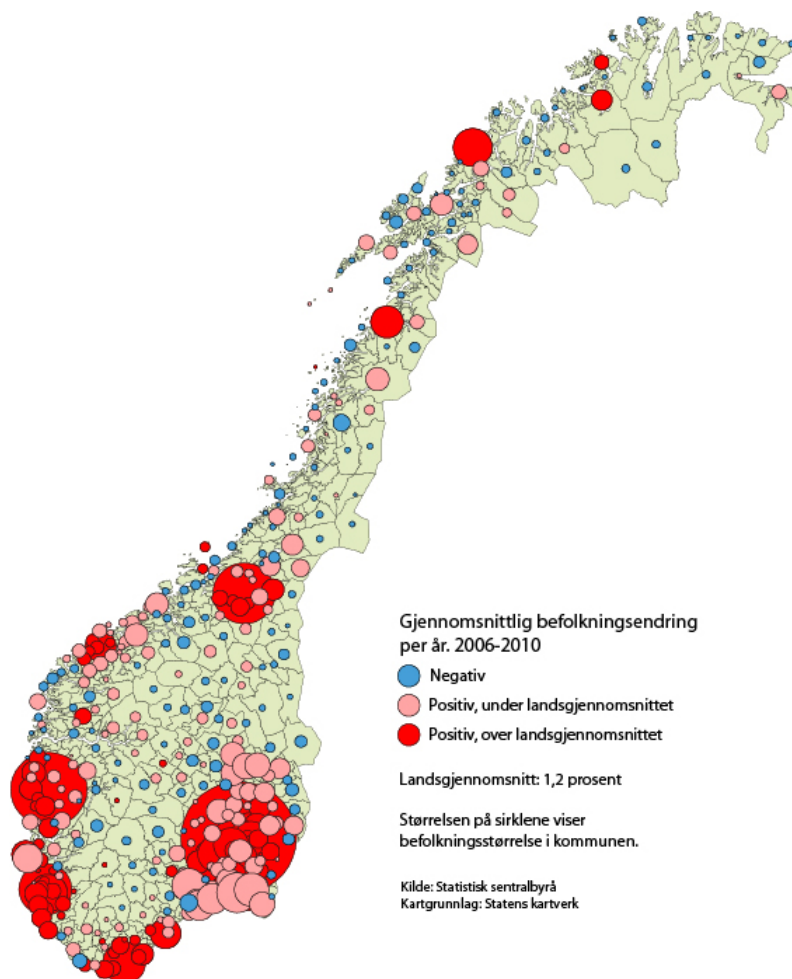 Gjennomsnittlig befolkningsendring
per år. 2006-2010
Negativ
Positiv, under landsgjennomsnittet
Positiv, over landsgjennomsnittet
Landsgjennomsnitt: 1,2 prosent
Størrelsen på sirklene viser
befolkningsstørrelse i kommunen.
Kilde: Statistisk sentralbyrå
Kartgrunnlag: Statens kartverk